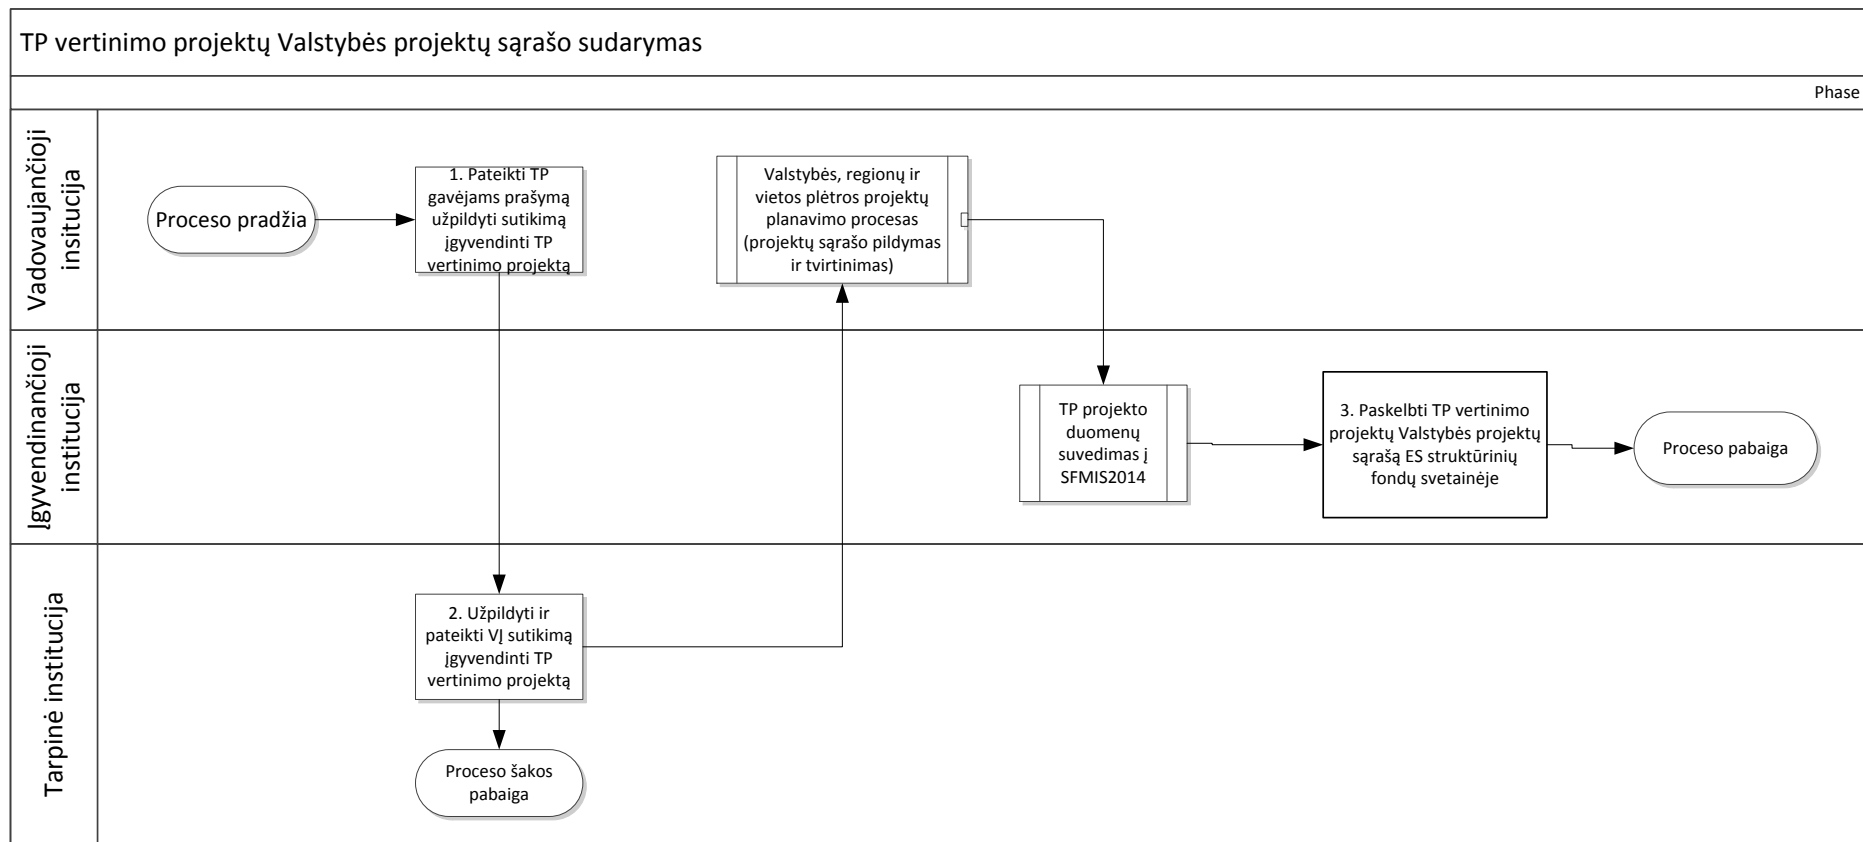 TP vertinimo projektų Valstybės projektų sąrašo sudarymas
Phase
Vadovaujančioji
insitucija
Proceso pradžia
1. Pateikti TP
gavėjams prašymą
užpildyti sutikimą
įgyvendinti TP
vertinimo projektą
Valstybės, regionų ir
vietos plėtros projektų
planavimo procesas
(projektų sąrašo pildymas
ir tvirtinimas)
Įgyvendinančioji
institucija
TP projekto
duomenų
suvedimas į
SFMIS2014
3. Paskelbti TP vertinimo
projektų Valstybės projektų
sąrašą ES struktūrinių
fondų svetainėje
Proceso pabaiga
Tarpinė institucija
2. Užpildyti ir
pateikti VĮ sutikimą
įgyvendinti TP
vertinimo projektą
Proceso šakos
pabaiga